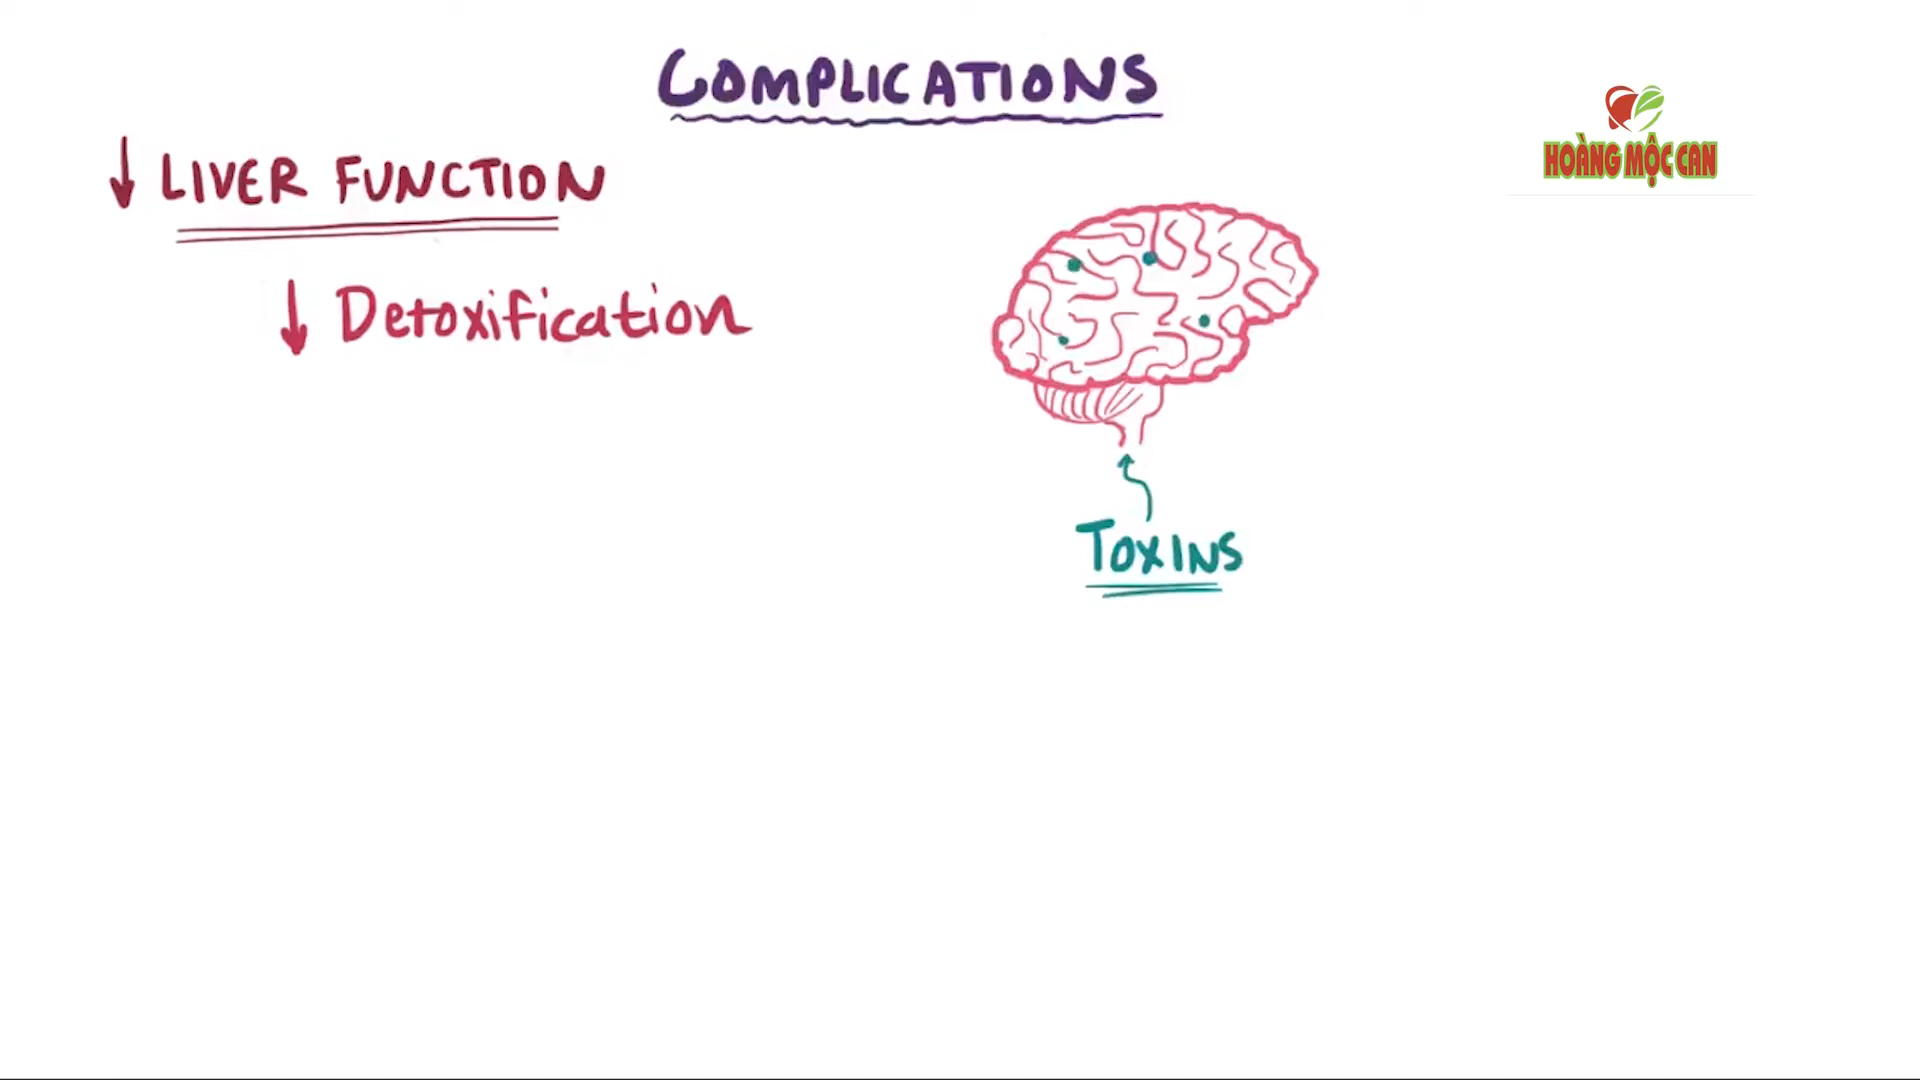 COMPLICATIONS
HOÀNG MỘC CAN
↓ LIVER FUNCTION
↓ Detoxification
TOXINS